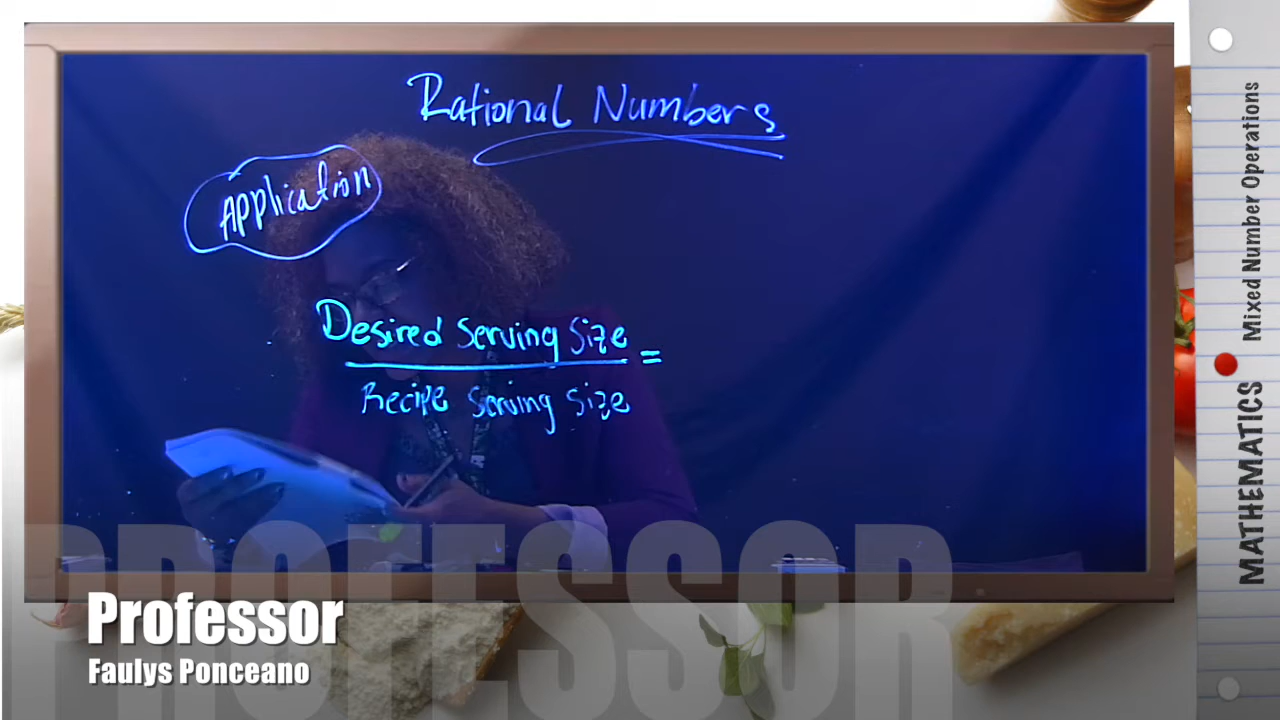 Rational Numbers
Application
Desired Serving Size
=
Recipe Serving Size
PROFESSOR
Professor
Faulys Ponceano
MATHEMATICS Mixed Number Operations